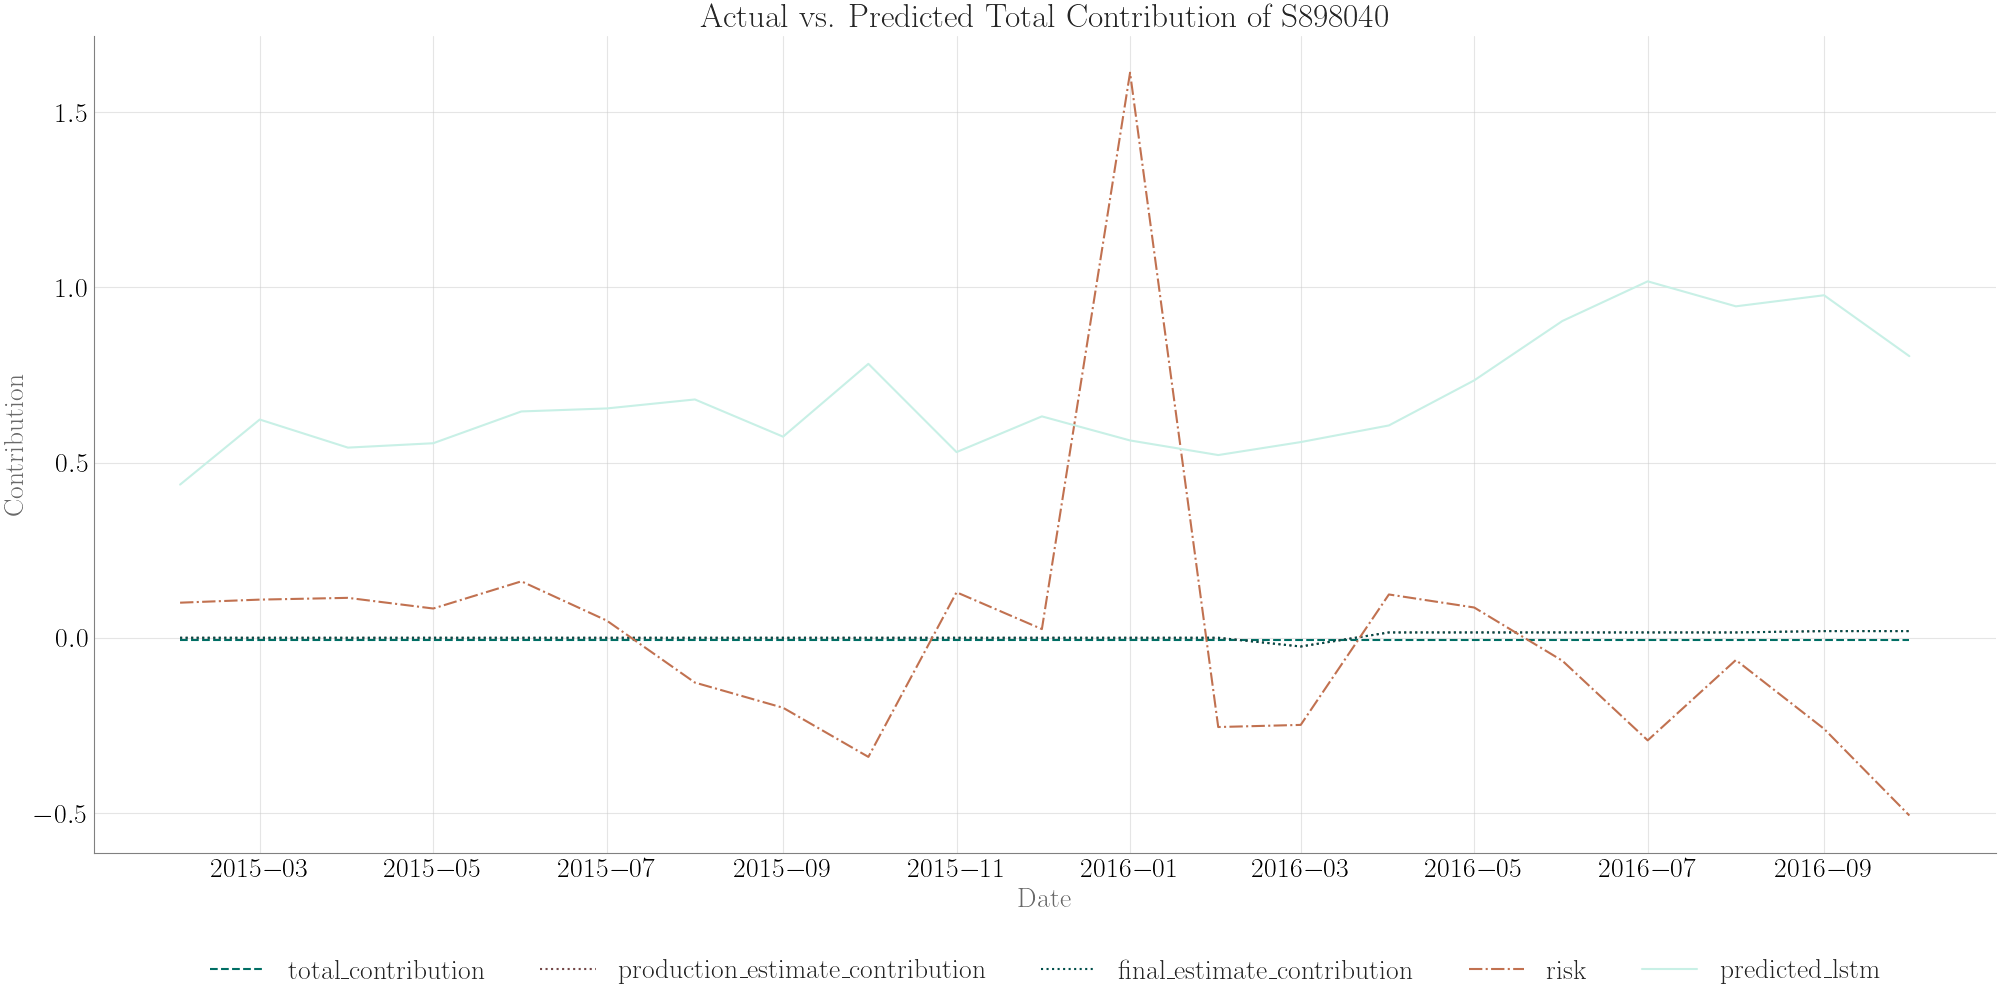 Actual vs. Predicted Total Contribution of S898040
Contribution
1.5
1.0
0.5
0.0
−0.5
2015−03 2015−05 2015−07 2015−09 2015−11 2016−01 2016−03 2016−05 2016−07 2016−09
Date
total_contribution production_estimate_contribution final_estimate_contribution risk predicted_lstm